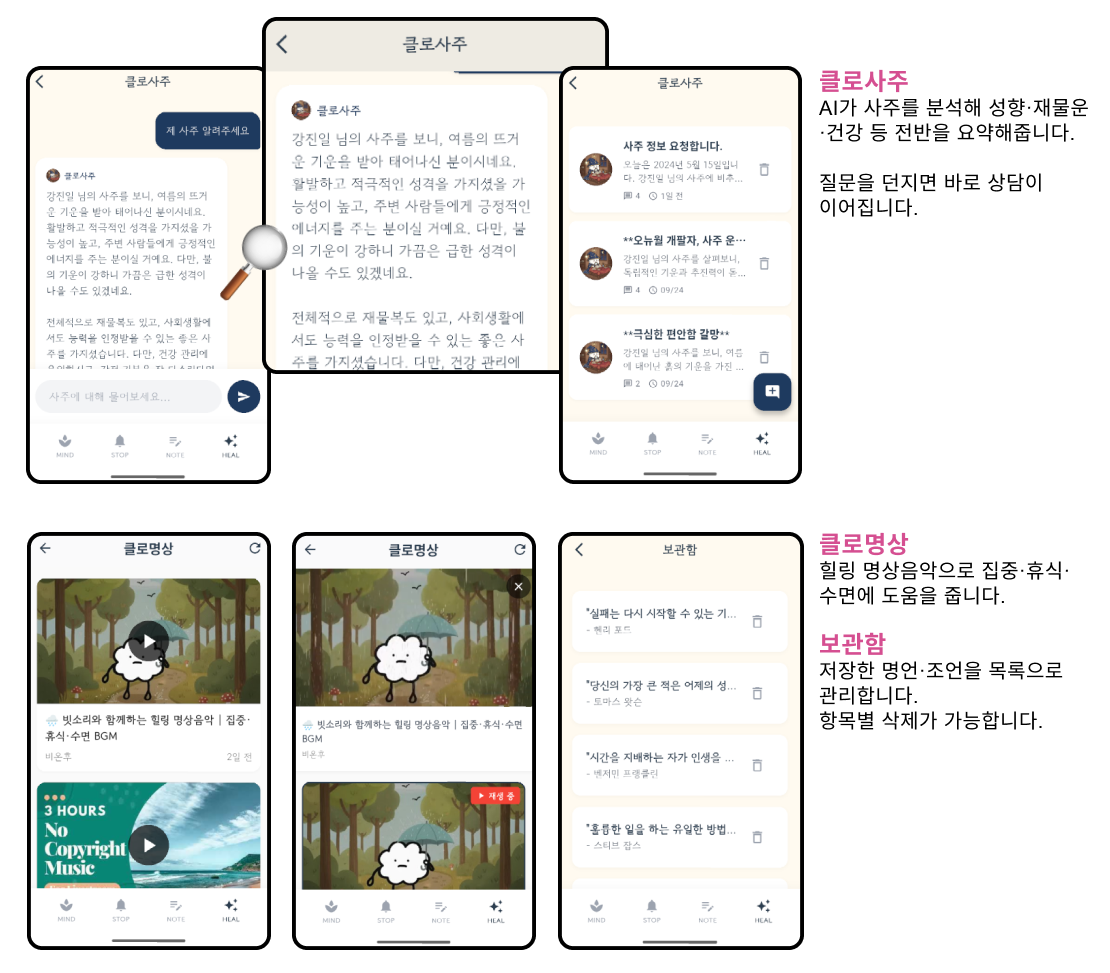 클로사주
제 사주 알려주세요
클로사주
강진일 님의 사주를 보니, 여름의 뜨거
운 기운을 받아 태어나신 분이시네요.
활발하고 적극적인 성격을 가지셨을 가
능성이 높고, 주변 사람들에게 긍정적인
에너지를 주는 분이실 거예요. 다만, 불
의 기운이 강하니 가끔은 급한 성격이
나올 수도 있겠네요.
전체적으로 재물복도 있고, 사회생활에
서도 능력을 인정받을 수 있는 좋은 사
주를 가지셨습니다. 다만, 건강 관리에
사주에 대해 물어보세요...
MIND
STOP
NOTE
HEAL
클로사주
클로사주
강진일 님의 사주를 보니, 여름의 뜨거
운 기운을 받아 태어나신 분이시네요.
활발하고 적극적인 성격을 가지셨을 가
능성이 높고, 주변 사람들에게 긍정적인
에너지를 주는 분이실 거예요. 다만, 불
의 기운이 강하니 가끔은 급한 성격이
나올 수도 있겠네요.
전체적으로 재물복도 있고, 사회생활에
서도 능력을 인정받을 수 있는 좋은 사
주를 가지셨습니다. 다만, 건강 관리에
클로사주
사주 정보 요청합니다.
오늘은 2024년 5월 15일입니
다. 강진일 님의 사주에 비추...
4 1일 전
**오뉴월 개발자, 사주 운...
강진일 님의 사주를 살펴보니,
독립적인 기운과 추진력이 돋...
4 09/24
**극심한 편안함 갈망**
강진일 님의 사주를 보니, 여름
에 태어난 흙의 기운을 가진 ...
2 09/24
MIND
STOP
NOTE
HEAL
클로사주
AI가 사주를 분석해 성향·재물운
·건강 등 전반을 요약해줍니다.
질문을 던지면 바로 상담이
이어집니다.
클로명상
빗소리와 함께하는 힐링 명상음악 | 집중·
휴식·수면 BGM
비온후
2일 전
3 HOURS
No
Copyright
Music
MIND
STOP
NOTE
HEAL
클로명상
빗소리와 함께하는 힐링 명상음악 | 집중·휴식·수면
BGM
비온후
재생 중
MIND
STOP
NOTE
HEAL
보관함
"실패는 다시 시작할 수 있는 기...
- 헨리 포드
"당신의 가장 큰 적은 어제의 성...
- 토마스 왓슨
"시간을 지배하는 자가 인생을 ...
- 벤저민 프랭클린
"훌륭한 일을 하는 유일한 방법...
- 스티브 잡스
MIND
STOP
NOTE
HEAL
클로명상
힐링 명상음악으로 집중·휴식·
수면에 도움을 줍니다.
보관함
저장한 명언·조언을 목록으로
관리합니다.
항목별 삭제가 가능합니다.